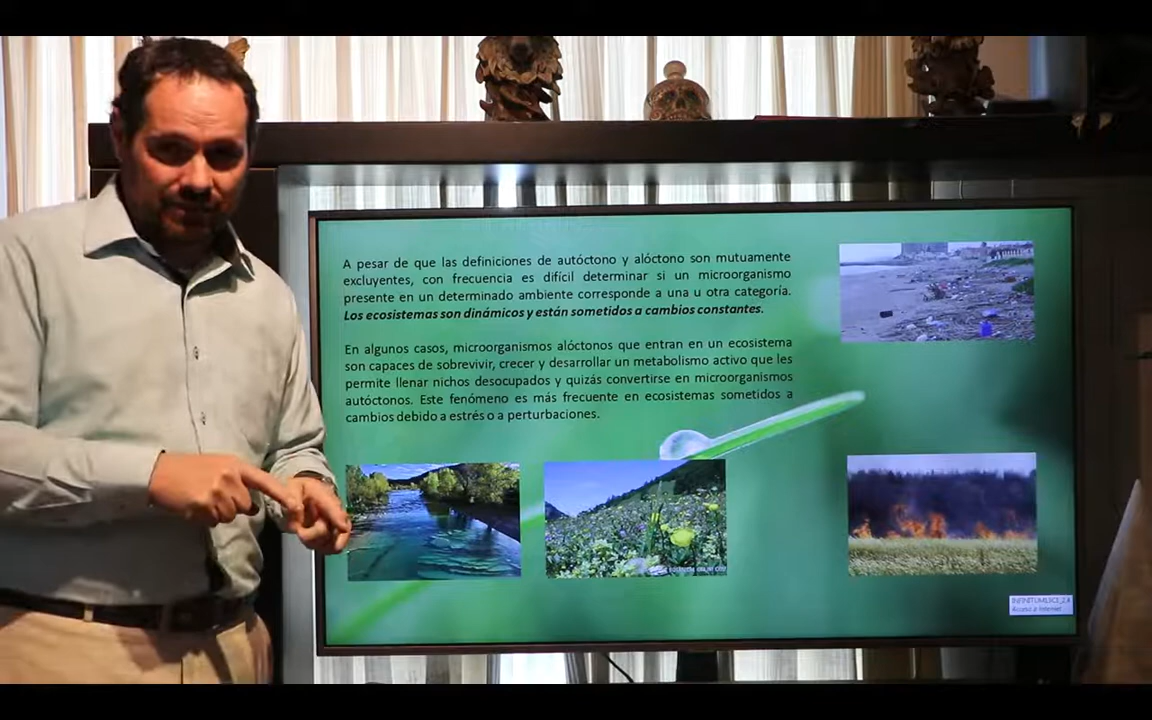 A pesar de que las definiciones de autóctono y alóctono son mutuamente
excluyentes, con frecuencia es difícil determinar si un microorganismo
presente en un determinado ambiente corresponde a una u otra categoría.
Los ecosistemas son dinámicos y están sometidos a cambios constantes.
En algunos casos, microorganismos alóctonos que entran en un ecosistema
son capaces de sobrevivir, crecer y desarrollar un metabolismo activo que les
permite llenar nichos desocupados y quizás convertirse en microorganismos
autóctonos. Este fenómeno es más frecuente en ecosistemas sometidos a
cambios debido a estrés o a perturbaciones.
Acceso a Internet